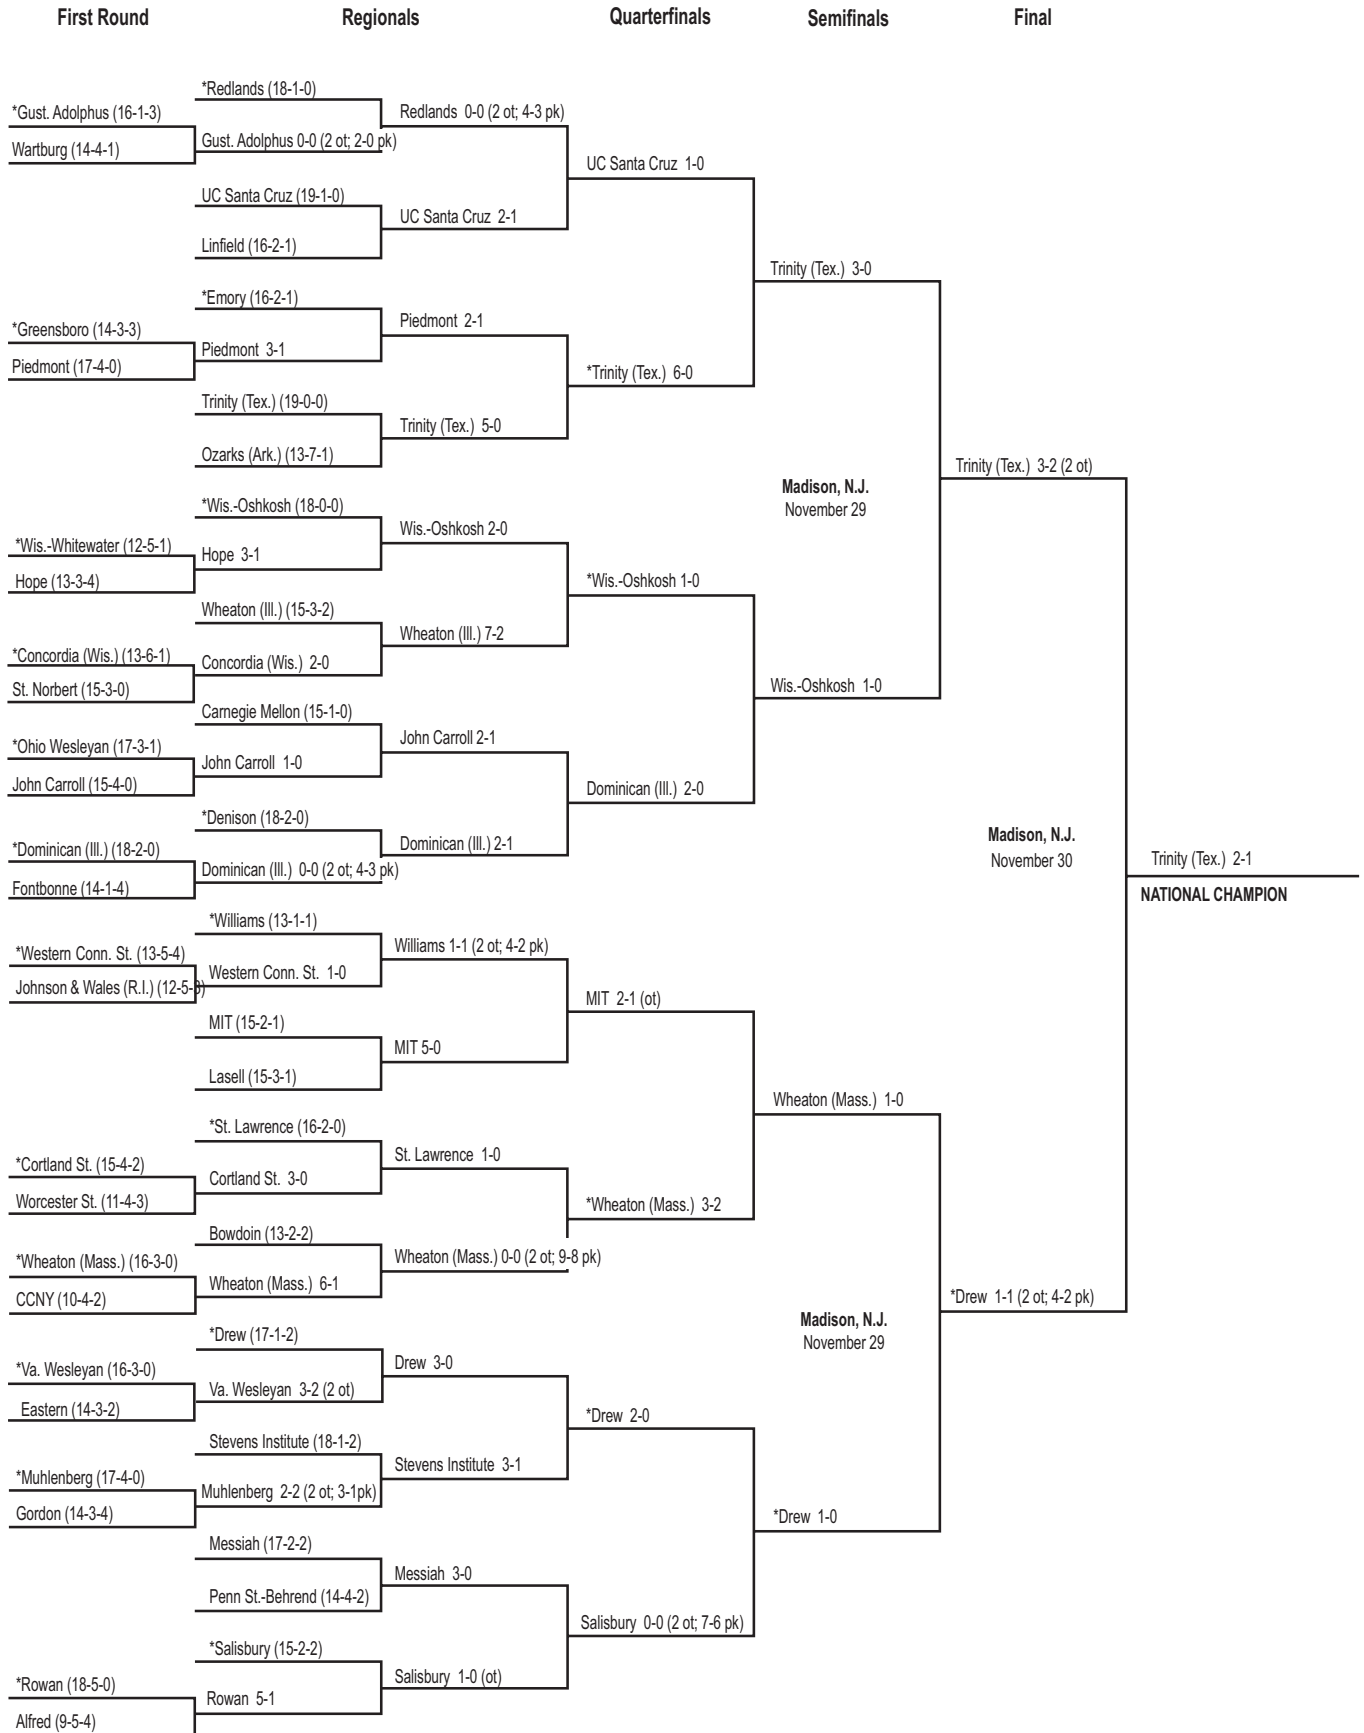 First Round
Regionals
Quarterfinals
Semifinals
Final
*Gust. Adolphus (16-1-3)
Wartburg (14-4-1)
*Greensboro (14-3-3)
Piedmont (17-4-0)
*Wis.-Whitewater (12-5-1)
Hope (13-3-4)
*Concordia (Wis.) (13-6-1)
St. Norbert (15-3-0)
*Ohio Wesleyan (17-3-1)
John Carroll (15-4-0)
*Dominican (Ill.) (18-2-0)
Fontbonne (14-1-4)
*Western Conn. St. (13-5-4)
Johnson & Wales (R.I.) (12-5-3)
*Cortland St. (15-4-2)
Worcester St. (11-4-3)
*Wheaton (Mass.) (16-3-0)
CCNY (10-4-2)
*Va. Wesleyan (16-3-0)
Eastern (14-3-2)
*Muhlenberg (17-4-0)
Gordon (14-3-4)
*Rowan (18-5-0)
Alfred (9-5-4)
*Redlands (18-1-0)
Gust. Adolphus 0-0 (2 ot; 2-0 pk)
UC Santa Cruz (19-1-0)
Linfield (16-2-1)
*Emory (16-2-1)
Piedmont 3-1
Trinity (Tex.) (19-0-0)
Ozarks (Ark.) (13-7-1)
*Wis.-Oshkosh (18-0-0)
Hope 3-1
Wheaton (Ill.) (15-3-2)
Concordia (Wis.) 2-0
Carnegie Mellon (15-1-0)
John Carroll 1-0
*Denison (18-2-0)
Dominican (Ill.) 0-0 (2 ot; 4-3 pk)
*Williams (13-1-1)
Western Conn. St. 1-0
MIT (15-2-1)
Lasell (15-3-1)
*St. Lawrence (16-2-0)
Cortland St. 3-0
Bowdoin (13-2-2)
Wheaton (Mass.) 6-1
*Drew (17-1-2)
Va. Wesleyan 3-2 (2 ot)
Stevens Institute (18-1-2)
Muhlenberg 2-2 (2 ot; 3-1pk)
Messiah (17-2-2)
Penn St.-Behrend (14-4-2)
*Salisbury (15-2-2)
Rowan 5-1
Redlands 0-0 (2 ot; 4-3 pk)
UC Santa Cruz 2-1
Piedmont 2-1
Trinity (Tex.) 5-0
Wis.-Oshkosh 2-0
Wheaton (Ill.) 7-2
John Carroll 2-1
Dominican (Ill.) 2-1
Williams 1-1 (2 ot; 4-2 pk)
MIT 5-0
St. Lawrence 1-0
Wheaton (Mass.) 0-0 (2 ot; 9-8 pk)
Drew 3-0
Stevens Institute 3-1
Messiah 3-0
Salisbury 1-0 (ot)
UC Santa Cruz 1-0
*Trinity (Tex.) 6-0
*Wis.-Oshkosh 1-0
Dominican (Ill.) 2-0
MIT 2-1 (ot)
*Wheaton (Mass.) 3-2
*Drew 2-0
Salisbury 0-0 (2 ot; 7-6 pk)
Trinity (Tex.) 3-0
Madison, N.J.
November 29
Wis.-Oshkosh 1-0
Wheaton (Mass.) 1-0
Madison, N.J.
November 29
*Drew 1-0
Trinity (Tex.) 3-2 (2 ot)
Madison, N.J.
November 30
*Drew 1-1 (2 ot; 4-2 pk)
Trinity (Tex.) 2-1
NATIONAL CHAMPION